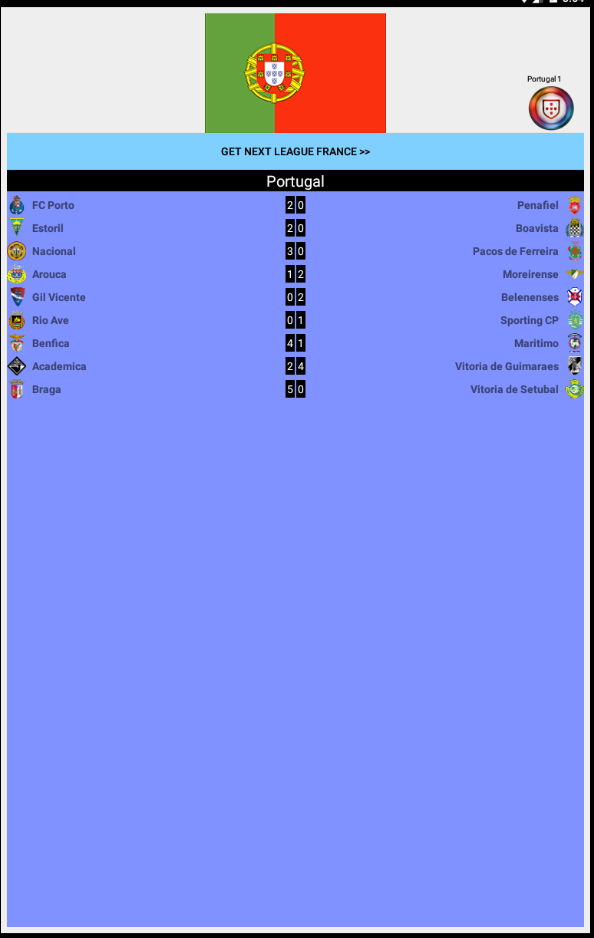 Portugal 1
GET NEXT LEAGUE FRANCE >>
Portugal
FC Porto 2 0 Penafiel
Estoril 2 0 Boavista
Nacional 3 0 Pacos de Ferreira
Arouca 1 2 Moreirense
Gil Vicente 0 2 Belenenses
Rio Ave 0 1 Sporting CP
Benfica 4 1 Maritimo
Academica 2 4 Vitoria de Guimaraes
Braga 5 0 Vitoria de Setubal